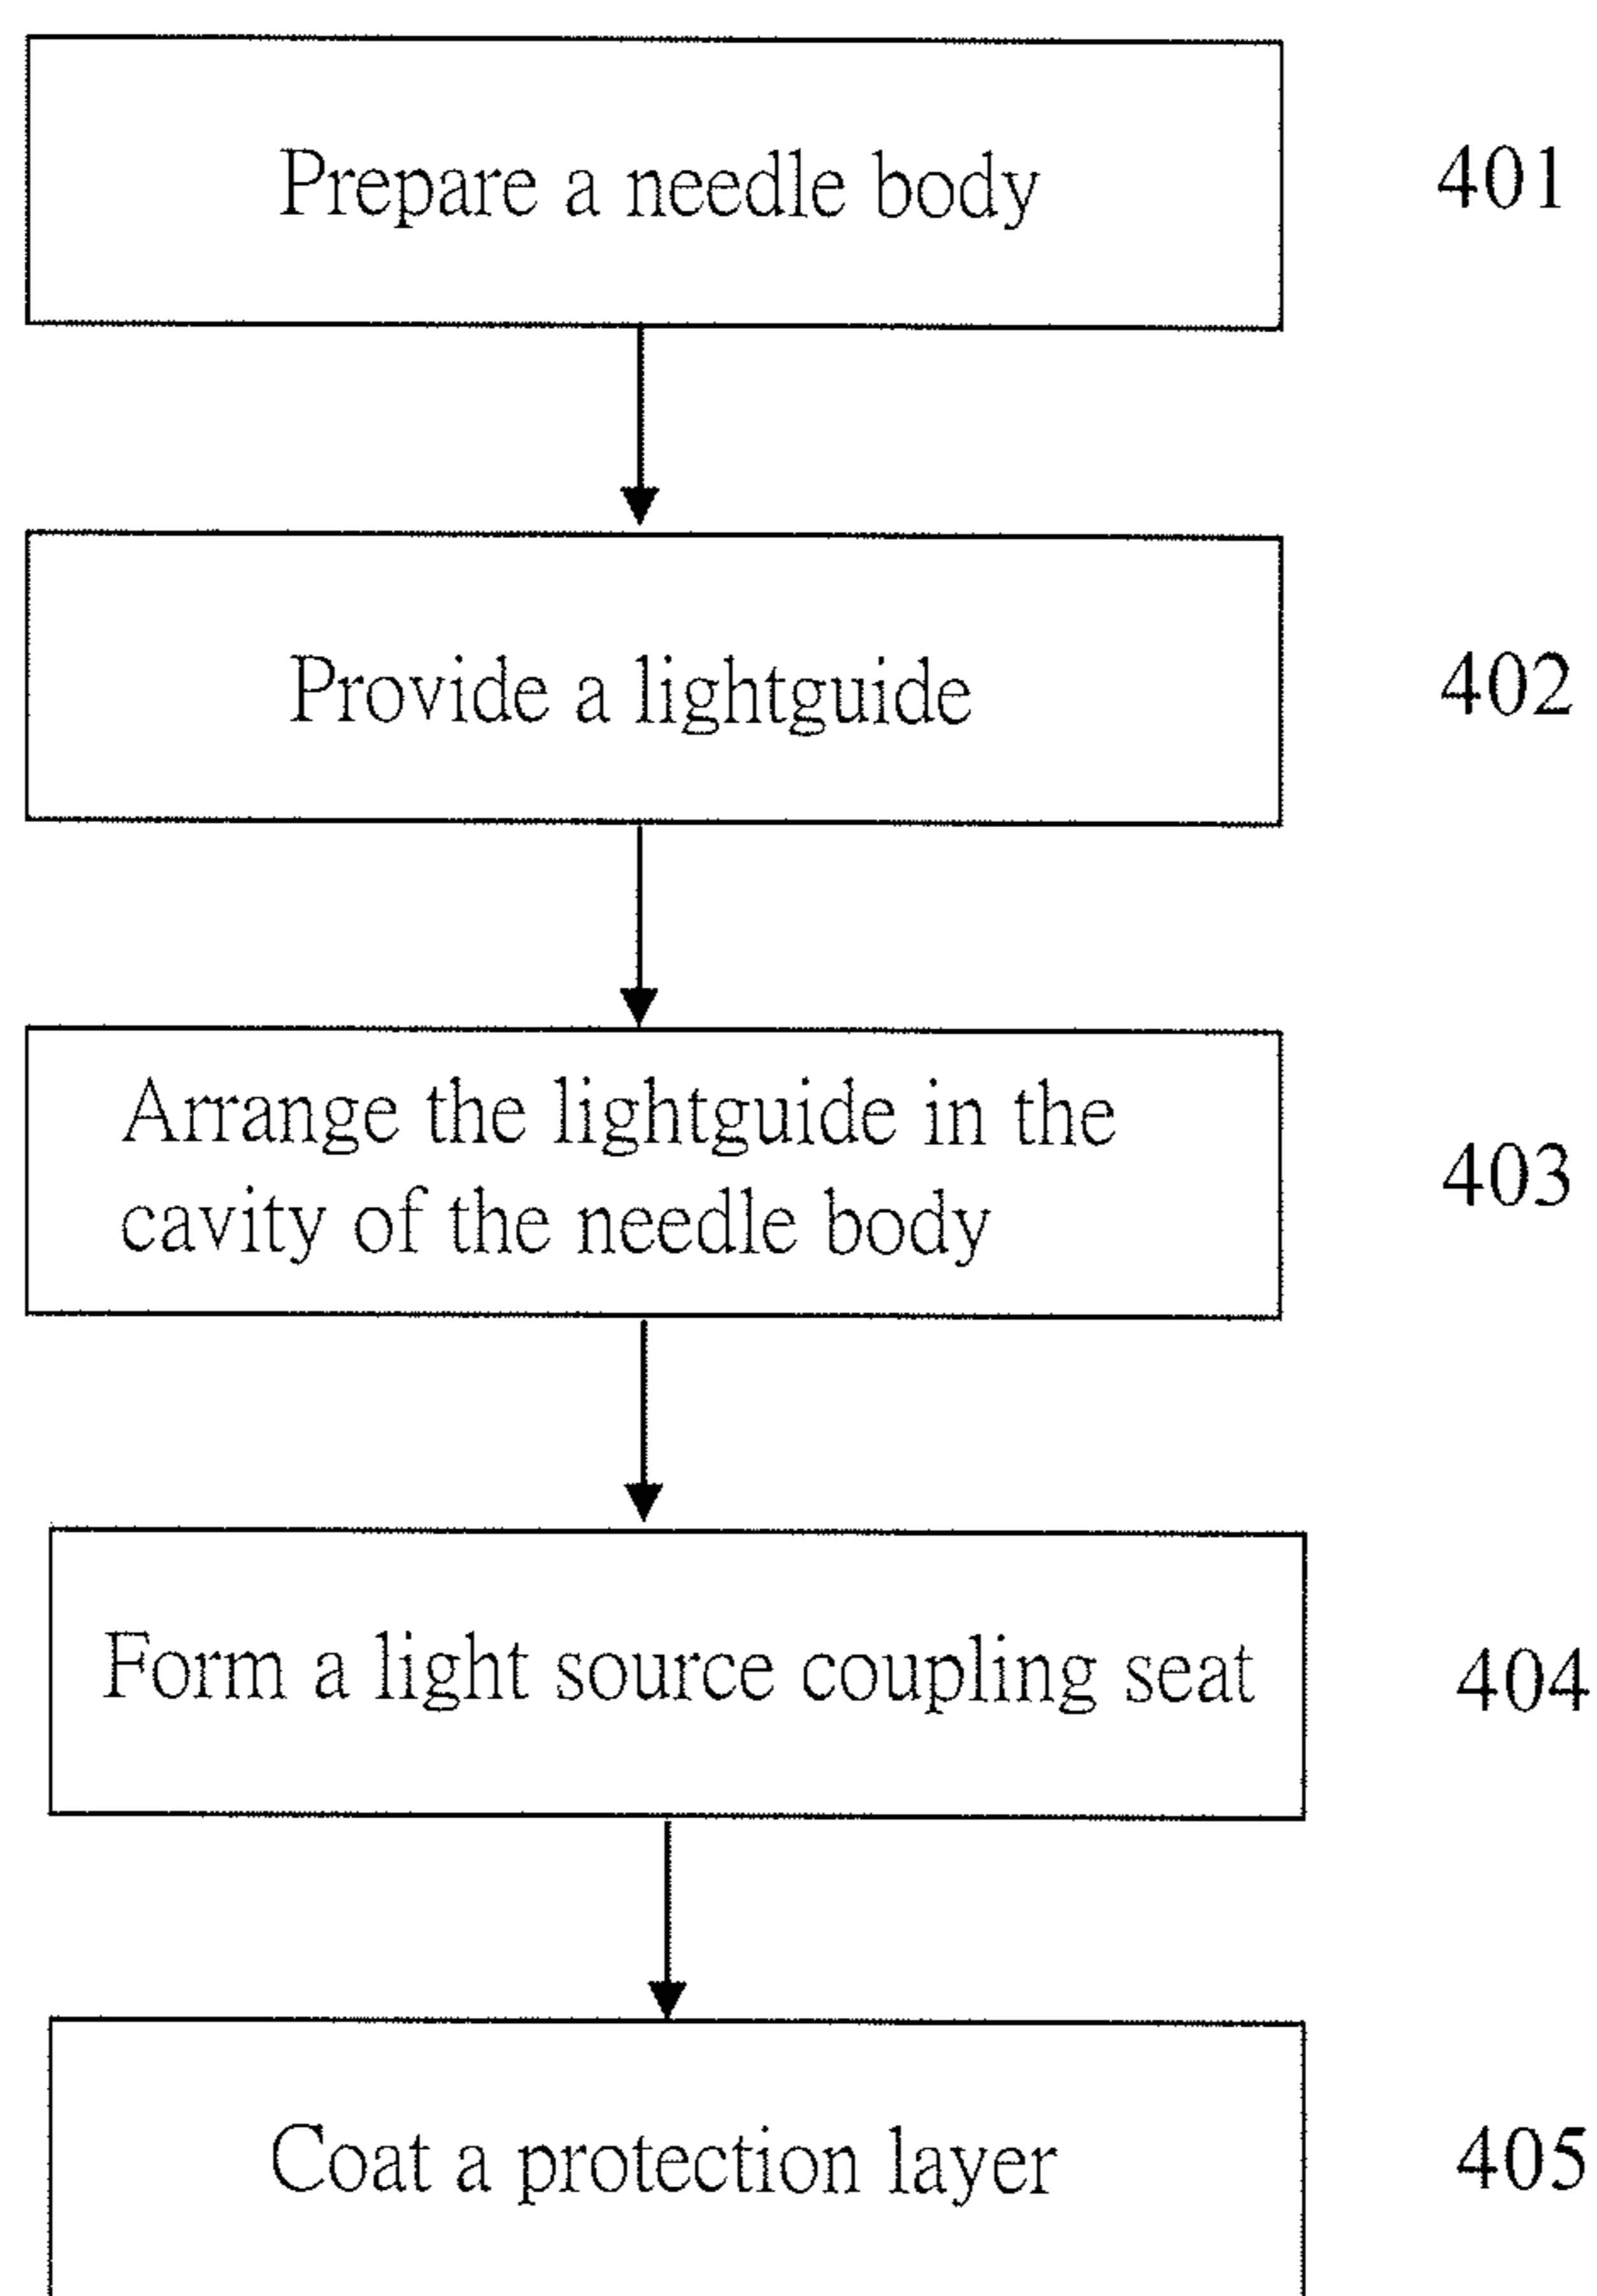 Prepare a needle body
401
Provide a lightguide
402
Arrange the lightguide in the
cavity of the needle body
403
Form a light source coupling seat
404
Coat a protection layer
405